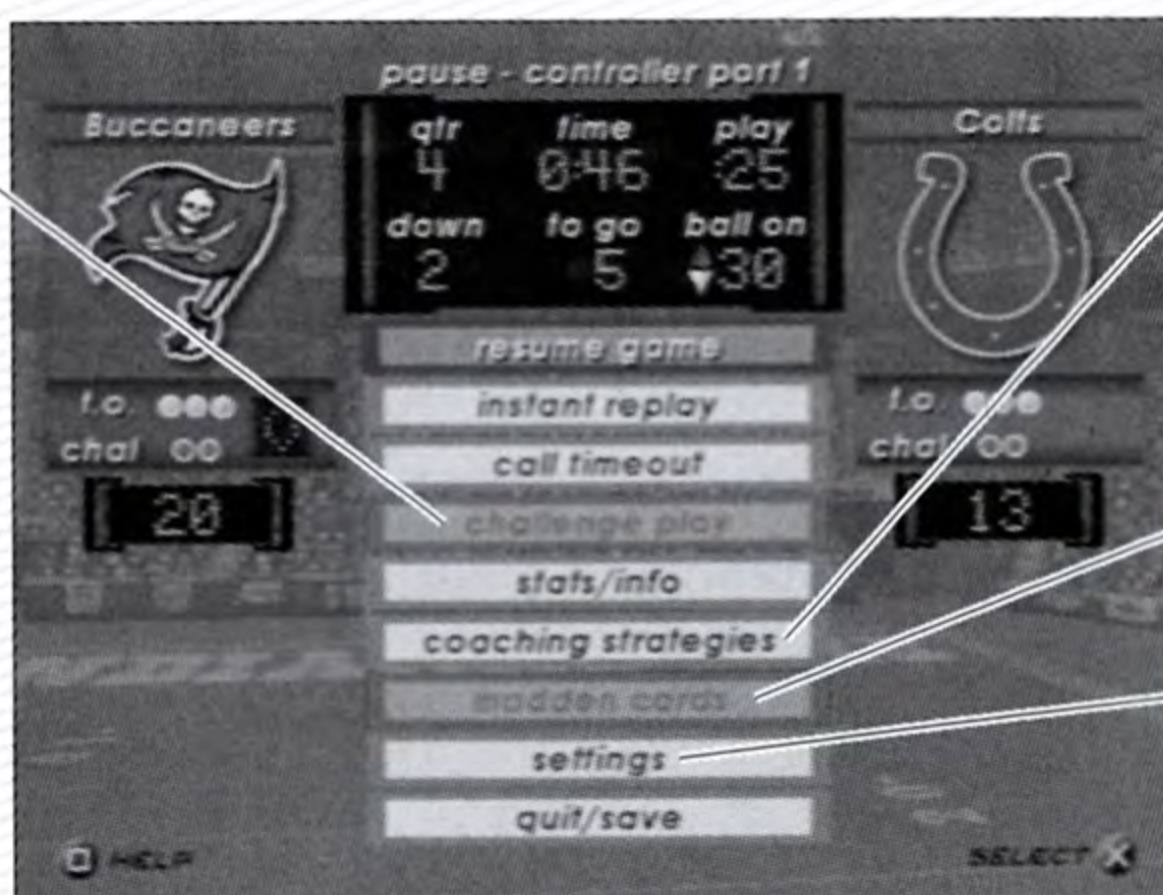 pause - controller port 1
Buccaneers
qtr time play
4 0:46 :25
down to go ball on
2 5 30
Colts
resume game
instant replay
call timeout
challenge play
stats/info
coaching strategies
madden cards
settings
quit/save
t.o.
chal
20
t.o.
chal
13
HELP
SELECT